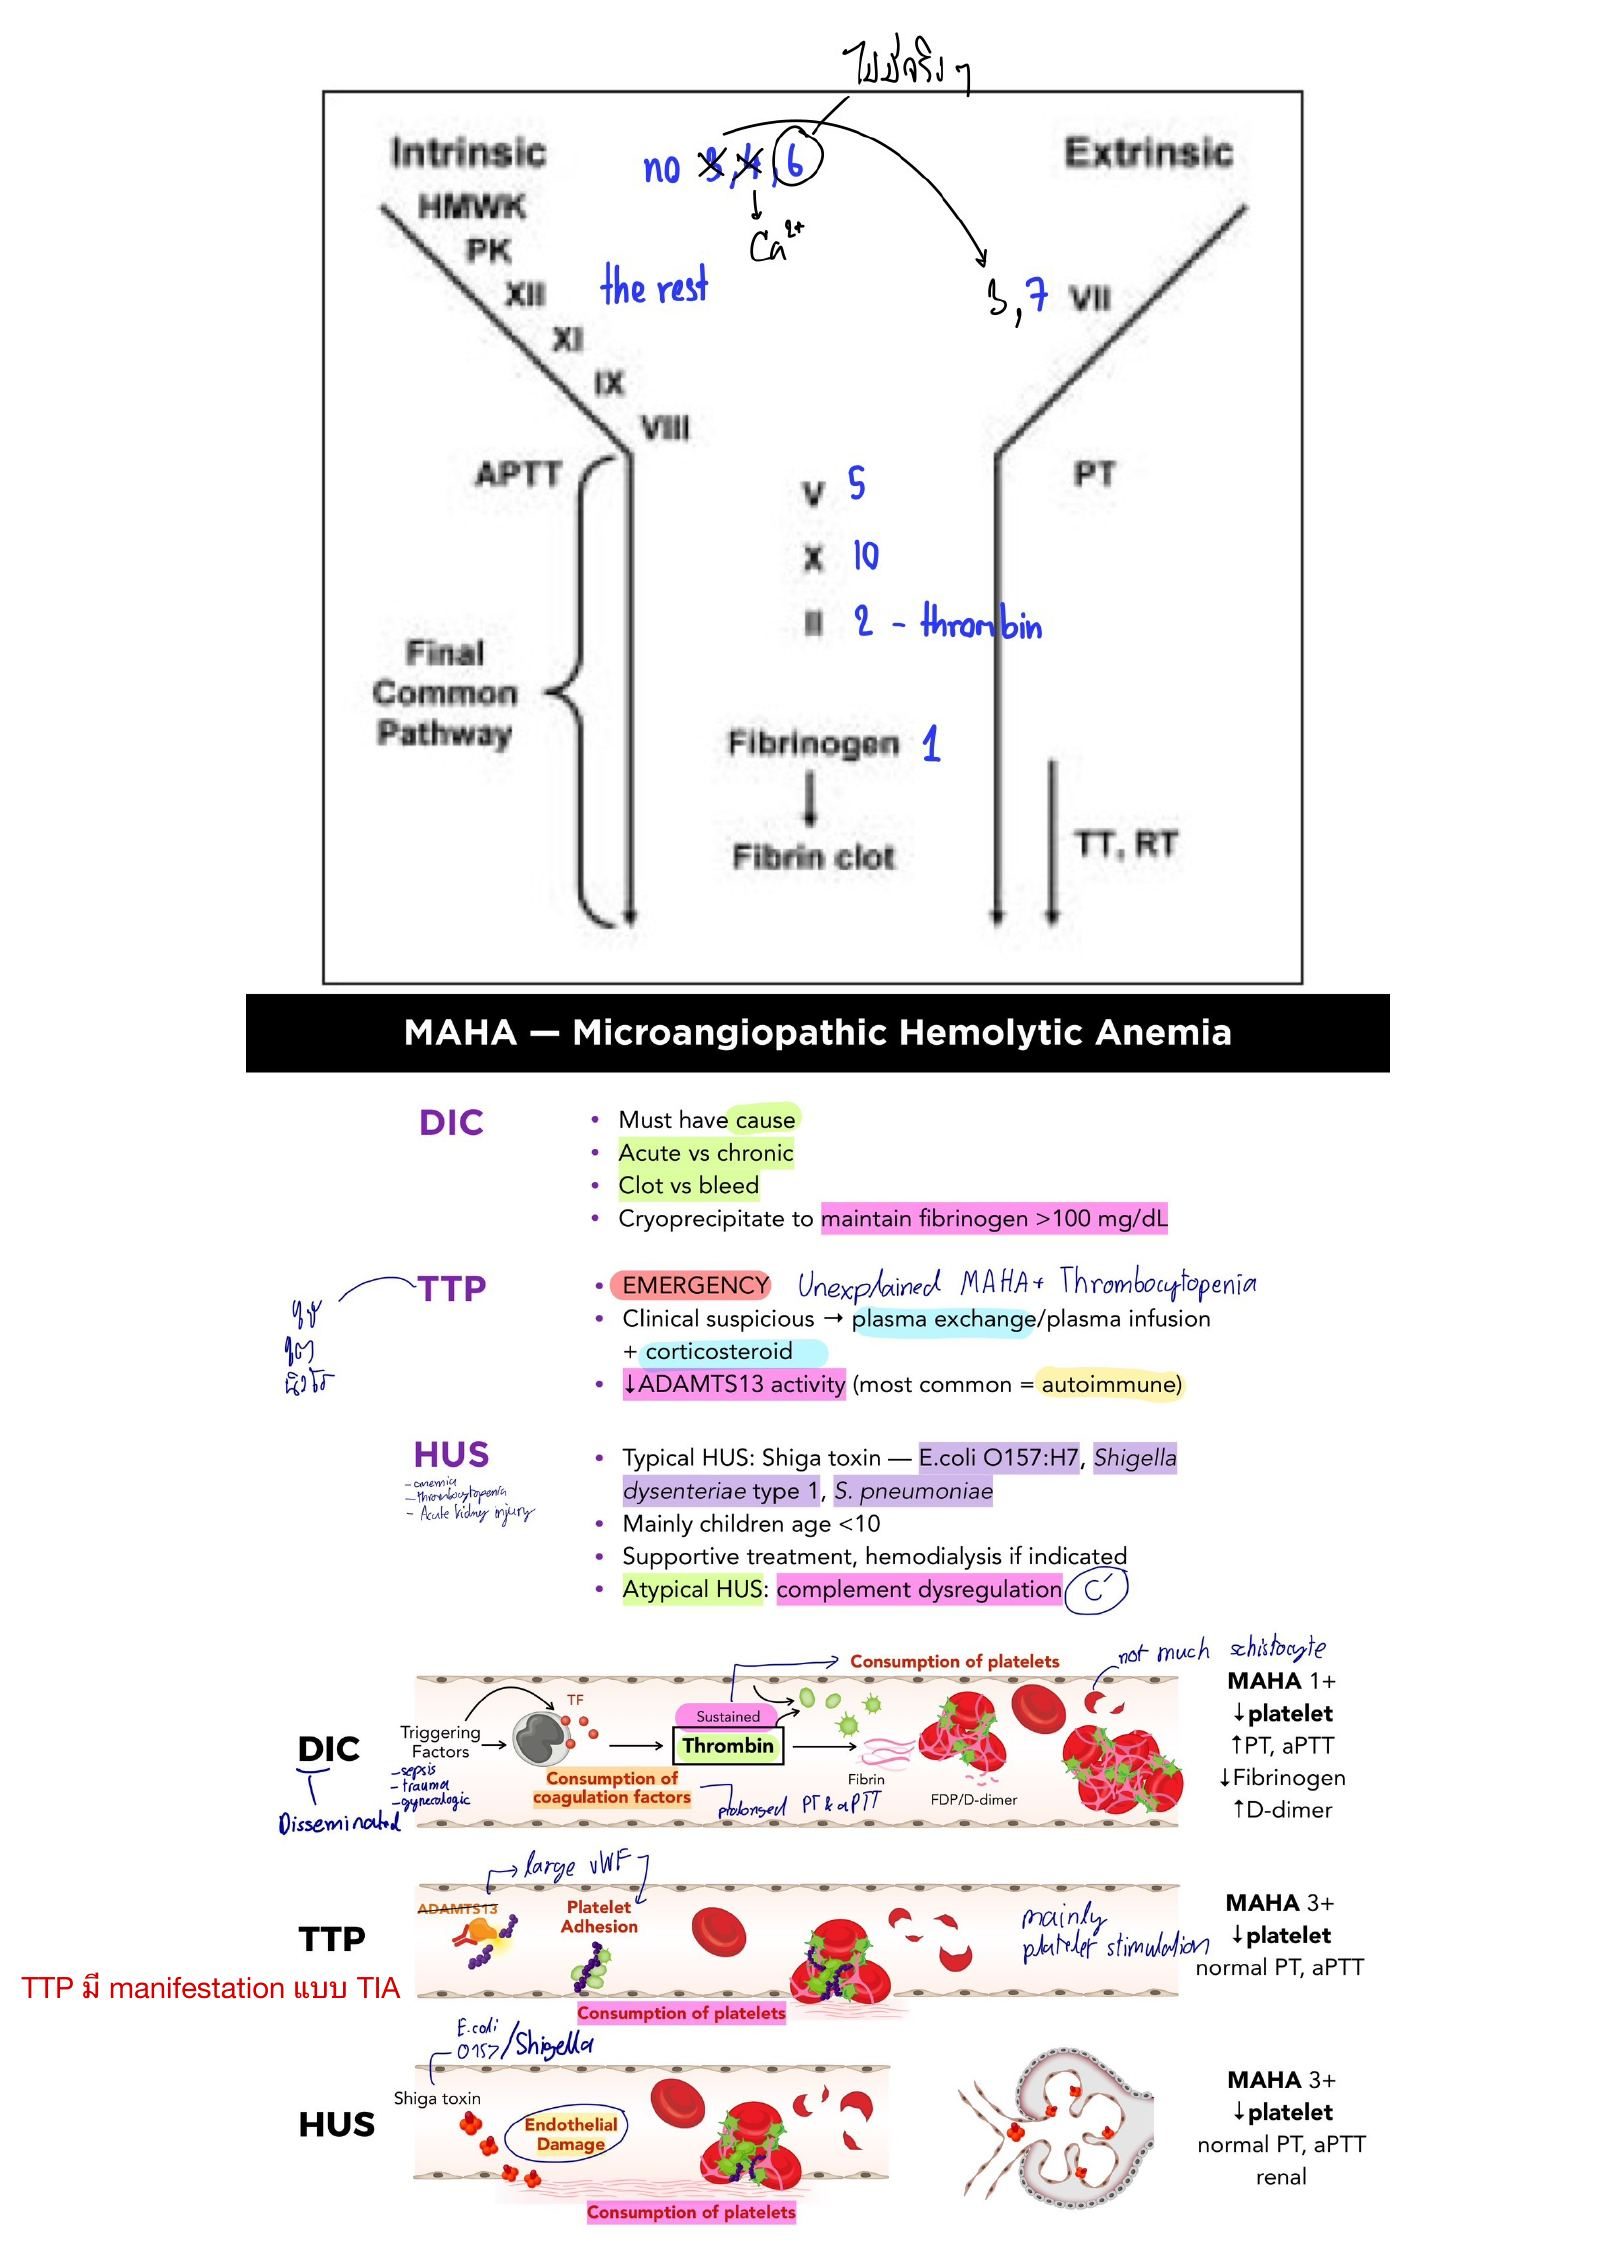 ไม่มีจริง ๆ
Intrinsic
no 3, 4, 6
Extrinsic
HMWK
Ca²⁺
PK
XII
the rest
3, 7 VII
XI
IX
VIII
APTT
V 5
PT
X 10
II 2 - thrombin
Final
Common
Pathway
Fibrinogen 1
TT, RT
Fibrin clot
MAHA — Microangiopathic Hemolytic Anemia
DIC
• Must have cause
• Acute vs chronic
• Clot vs bleed
• Cryoprecipitate to maintain fibrinogen >100 mg/dL
TTP
• EMERGENCY Unexplained MAHA + Thrombocytopenia
• Clinical suspicious → plasma exchange/plasma infusion
+ corticosteroid
• ↓ADAMTS13 activity (most common = autoimmune)
HUS
- anemia
- thrombocytopenia
- Acute kidney injury
• Typical HUS: Shiga toxin — E.coli O157:H7, Shigella
dysenteriae type 1, S. pneumoniae
• Mainly children age <10
• Supportive treatment, hemodialysis if indicated
• Atypical HUS: complement dysregulation C′
not much schistocyte
Consumption of platelets
MAHA 1+
↓platelet
↑PT, aPTT
↓Fibrinogen
↑D-dimer
DIC
Disseminated
Triggering
Factors
- sepsis
- trauma
- gynecologic
TF
Sustained
Thrombin
Consumption of
coagulation factors
prolonged PT & aPTT
Fibrin
FDP/D-dimer
large vWF
ADAMTS13
Platelet
Adhesion
mainly
platelet stimulation
MAHA 3+
↓platelet
normal PT, aPTT
TTP
TTP มี manifestation แบบ TIA
Consumption of platelets
E.coli
O157/Shigella
Shiga toxin
HUS
Endothelial
Damage
Consumption of platelets
MAHA 3+
↓platelet
normal PT, aPTT
renal